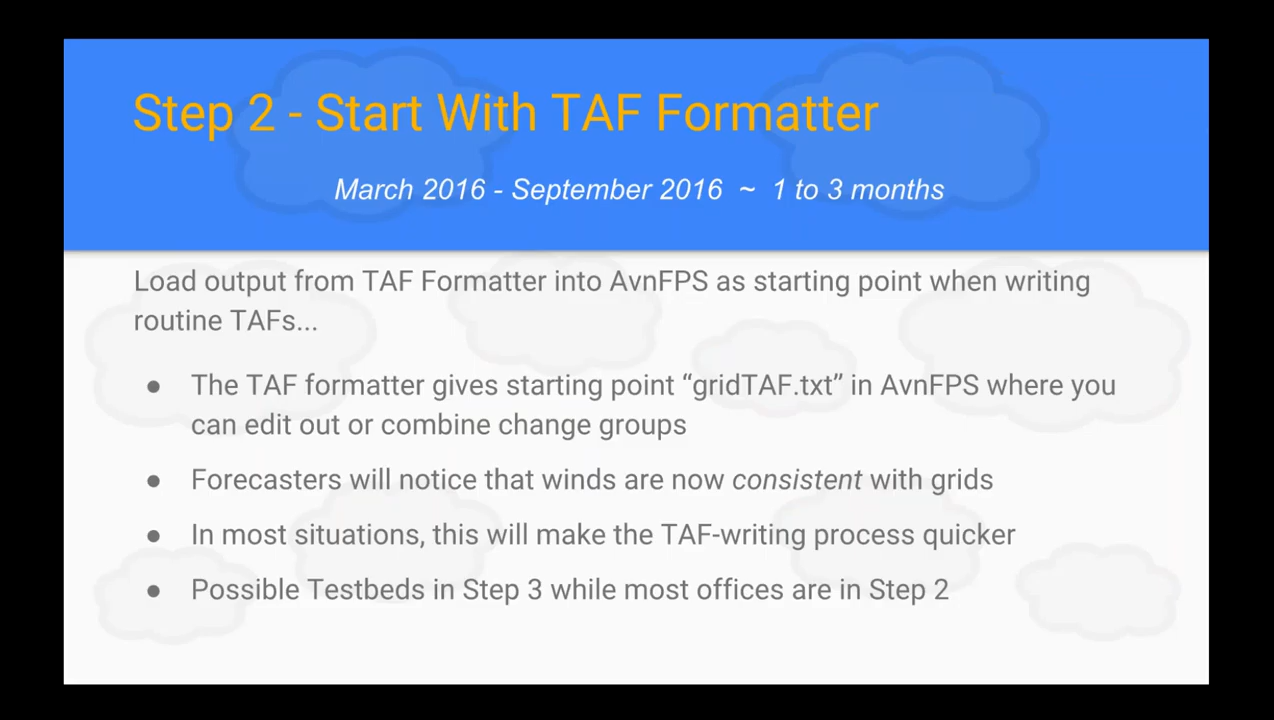 Step 2 - Start With TAF Formatter
March 2016 - September 2016 ~ 1 to 3 months
Load output from TAF Formatter into AvnFPS as starting point when writing
routine TAFs...
● The TAF formatter gives starting point “gridTAF.txt” in AvnFPS where you
can edit out or combine change groups
● Forecasters will notice that winds are now consistent with grids
● In most situations, this will make the TAF-writing process quicker
● Possible Testbeds in Step 3 while most offices are in Step 2